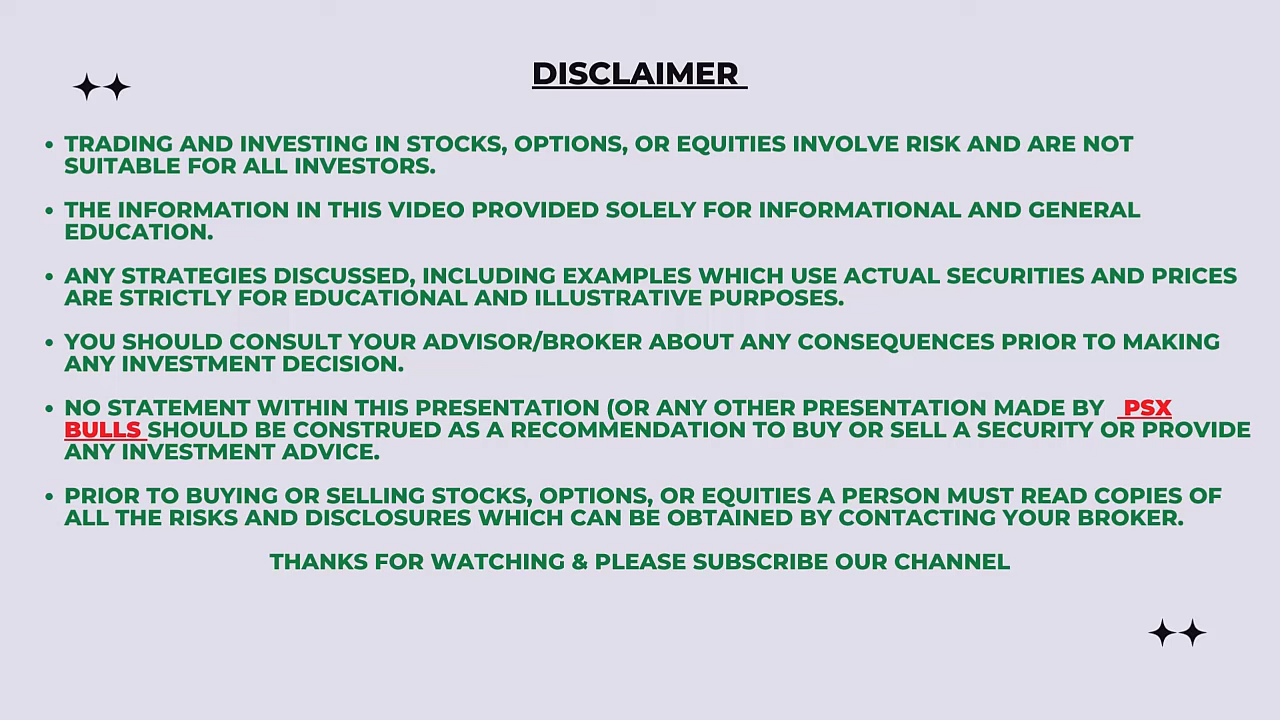 DISCLAIMER
• TRADING AND INVESTING IN STOCKS, OPTIONS, OR EQUITIES INVOLVE RISK AND ARE NOT
SUITABLE FOR ALL INVESTORS.
• THE INFORMATION IN THIS VIDEO PROVIDED SOLELY FOR INFORMATIONAL AND GENERAL
EDUCATION.
• ANY STRATEGIES DISCUSSED, INCLUDING EXAMPLES WHICH USE ACTUAL SECURITIES AND PRICES
ARE STRICTLY FOR EDUCATIONAL AND ILLUSTRATIVE PURPOSES.
• YOU SHOULD CONSULT YOUR ADVISOR/BROKER ABOUT ANY CONSEQUENCES PRIOR TO MAKING
ANY INVESTMENT DECISION.
• NO STATEMENT WITHIN THIS PRESENTATION (OR ANY OTHER PRESENTATION MADE BY PSX
BULLS SHOULD BE CONSTRUED AS A RECOMMENDATION TO BUY OR SELL A SECURITY OR PROVIDE
ANY INVESTMENT ADVICE.
• PRIOR TO BUYING OR SELLING STOCKS, OPTIONS, OR EQUITIES A PERSON MUST READ COPIES OF
ALL THE RISKS AND DISCLOSURES WHICH CAN BE OBTAINED BY CONTACTING YOUR BROKER.
THANKS FOR WATCHING & PLEASE SUBSCRIBE OUR CHANNEL